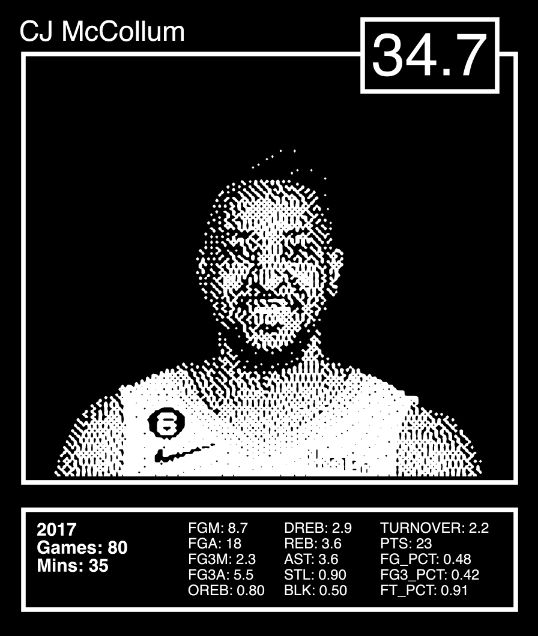 CJ McCollum
34.7
6
2017
Games: 80
Mins: 35
FGM: 8.7
FGA: 18
FG3M: 2.3
FG3A: 5.5
OREB: 0.80
DREB: 2.9
REB: 3.6
AST: 3.6
STL: 0.90
BLK: 0.50
TURNOVER: 2.2
PTS: 23
FG_PCT: 0.48
FG3_PCT: 0.42
FT_PCT: 0.91